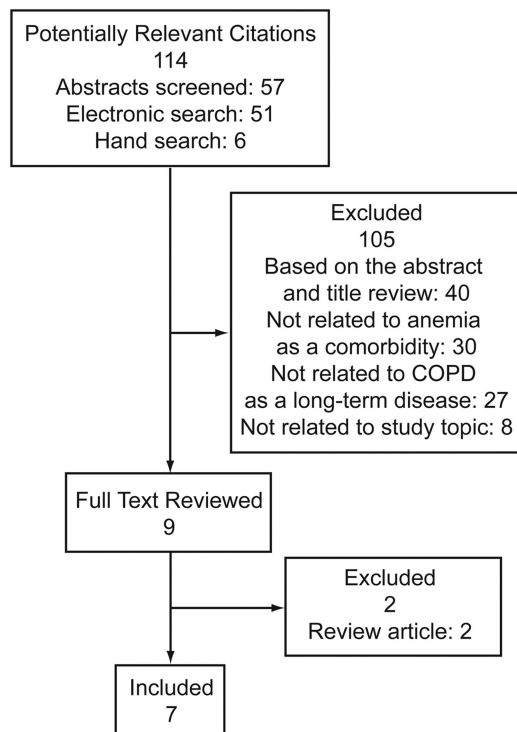 Potentially Relevant Citations
114
Abstracts screened: 57
Electronic search: 51
Hand search: 6
Excluded
105
Based on the abstract
and title review: 40
Not related to anemia
as a comorbidity: 30
Not related to COPD
as a long-term disease: 27
Not related to study topic: 8
Full Text Reviewed
9
Excluded
2
Review article: 2
Included
7